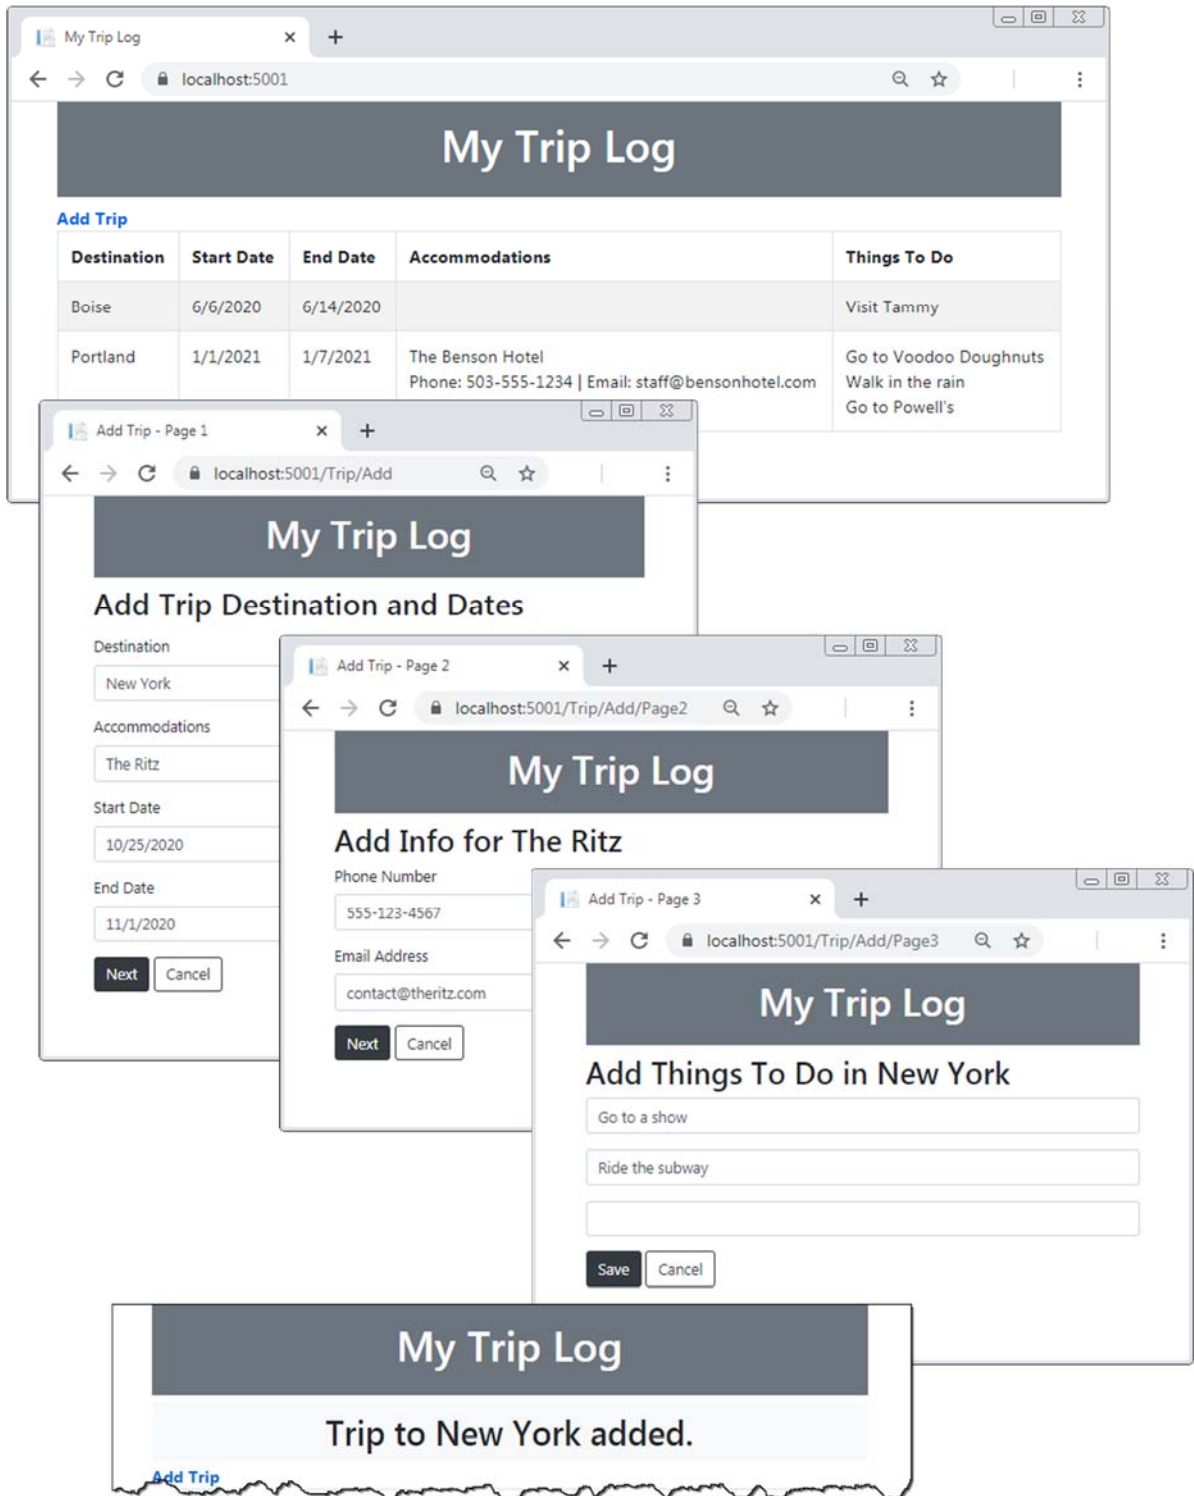 My Trip Log
localhost:5001
My Trip Log
Add Trip
Destination Start Date End Date Accommodations Things To Do
Boise 6/6/2020 6/14/2020 Visit Tammy
Portland 1/1/2021 1/7/2021 The Benson Hotel Go to Voodoo Doughnuts
Phone: 503-555-1234 | Email: staff@bensonhotel.com Walk in the rain
Go to Powell's
Add Trip - Page 1
localhost:5001/Trip/Add
My Trip Log
Add Trip Destination and Dates
Destination
New York
Accommodations
The Ritz
Start Date
10/25/2020
End Date
11/1/2020
Next Cancel
Add Trip - Page 2
localhost:5001/Trip/Add/Page2
My Trip Log
Add Info for The Ritz
Phone Number
555-123-4567
Email Address
contact@theritz.com
Next Cancel
Add Trip - Page 3
localhost:5001/Trip/Add/Page3
My Trip Log
Add Things To Do in New York
Go to a show
Ride the subway
Save Cancel
My Trip Log
Trip to New York added.
Add Trip